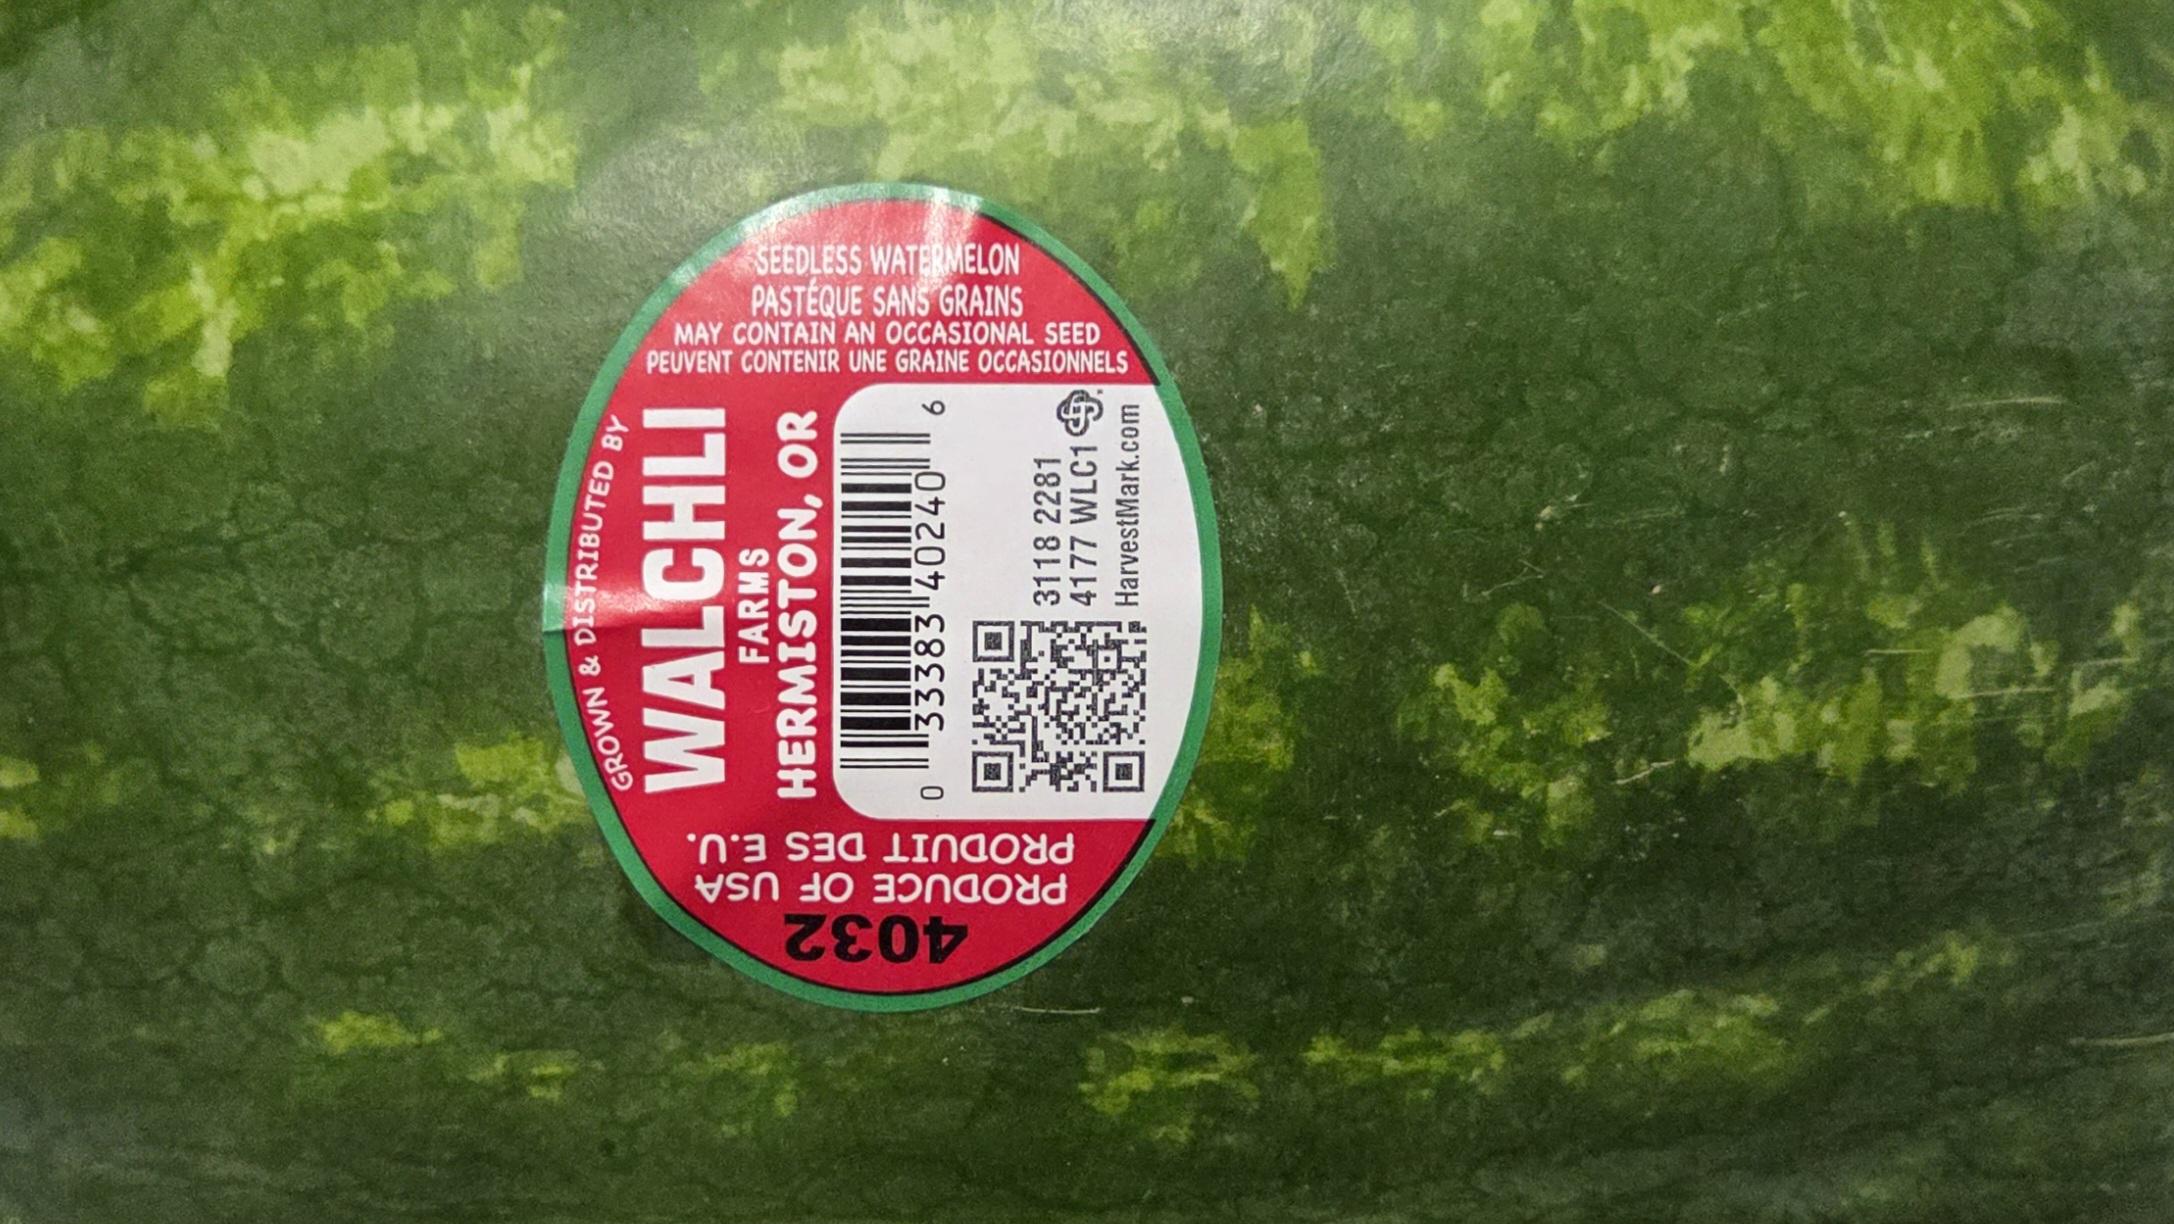 SEEDLESS WATERMELON
PASTÉQUE SANS GRAINS
MAY CONTAIN AN OCCASIONAL SEED
PEUVENT CONTENIR UNE GRAINE OCCASIONNELS
GROWN & DISTRIBUTED BY
WALCHLI
FARMS
HERMISTON, OR
0 33383 40240 6
3118 2281
4177 WLC1
HarvestMark.com
4032
PRODUCE OF USA
PRODUIT DES E.U.